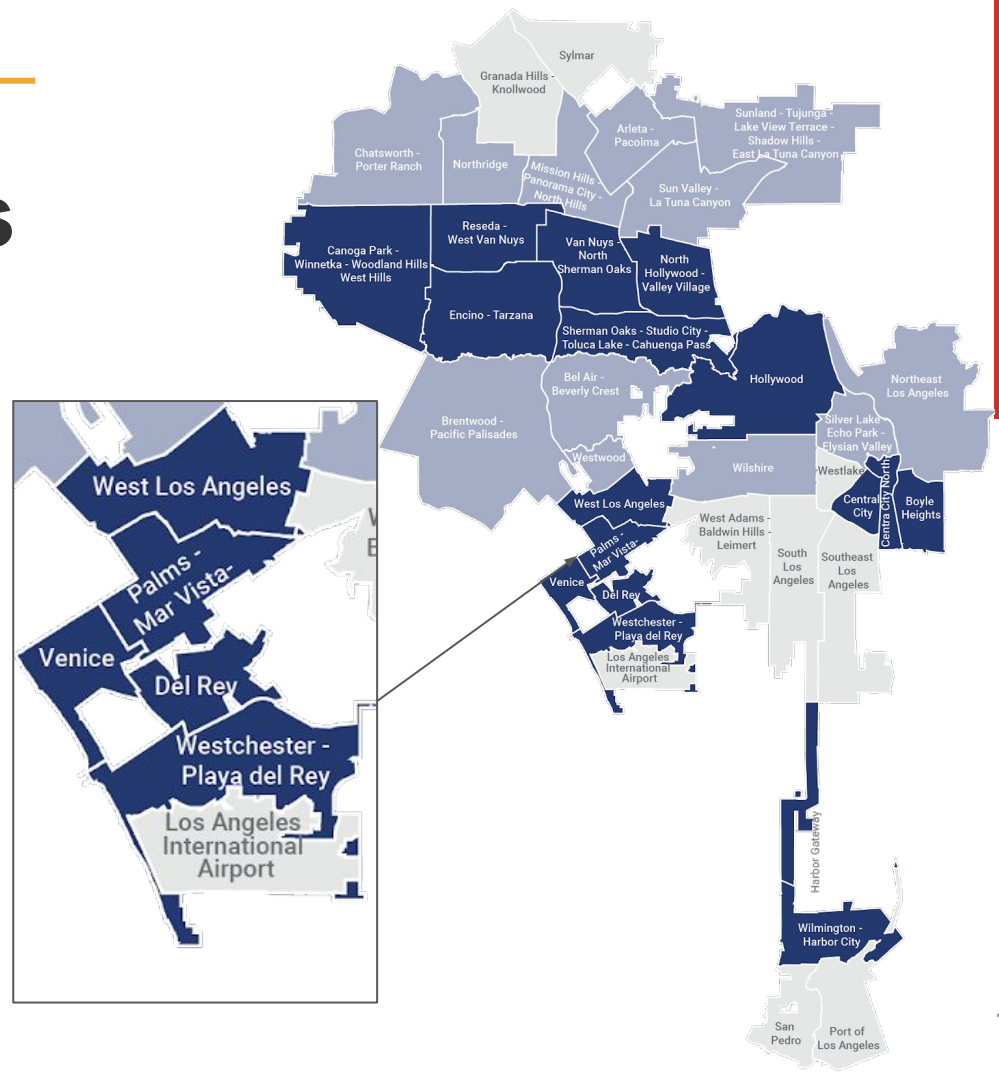 S
Sylmar
Granada Hills -
Knollwood
Sunland - Tujunga -
Lake View Terrace -
Shadow Hills -
East La Tuna Canyon
Arleta -
Pacoima
Chatsworth -
Porter Ranch
Northridge
Mission Hills -
Panorama City -
North Hills
Sun Valley -
La Tuna Canyon
Canoga Park -
Winnetka - Woodland Hills
West Hills
Reseda -
West Van Nuys
Van Nuys -
North
Sherman Oaks
North
Hollywood -
Valley Village
Encino - Tarzana
Sherman Oaks - Studio City -
Toluca Lake - Cahuenga Pass
Hollywood
Northeast
Los Angeles
Bel Air -
Beverly Crest
Brentwood -
Pacific Palisades
Silver Lake -
Echo Park -
Elysian Valley
Westwood
Wilshire
Westlake
Central
City
Centra City North
Boyle
Heights
West Los Angeles
West Adams -
Baldwin Hills -
Leimert
South
Los
Angeles
Southeast
Los
Angeles
Palms -
Mar Vista-
Venice
Del Rey
Westchester -
Playa del Rey
Los Angeles
International
Airport
Harbor Gateway
Wilmington -
Harbor City
San
Pedro
Port of
Los Angeles
West Los Angeles
Palms -
Mar Vista-
Venice
Del Rey
Westchester -
Playa del Rey
Los Angeles
International
Airport